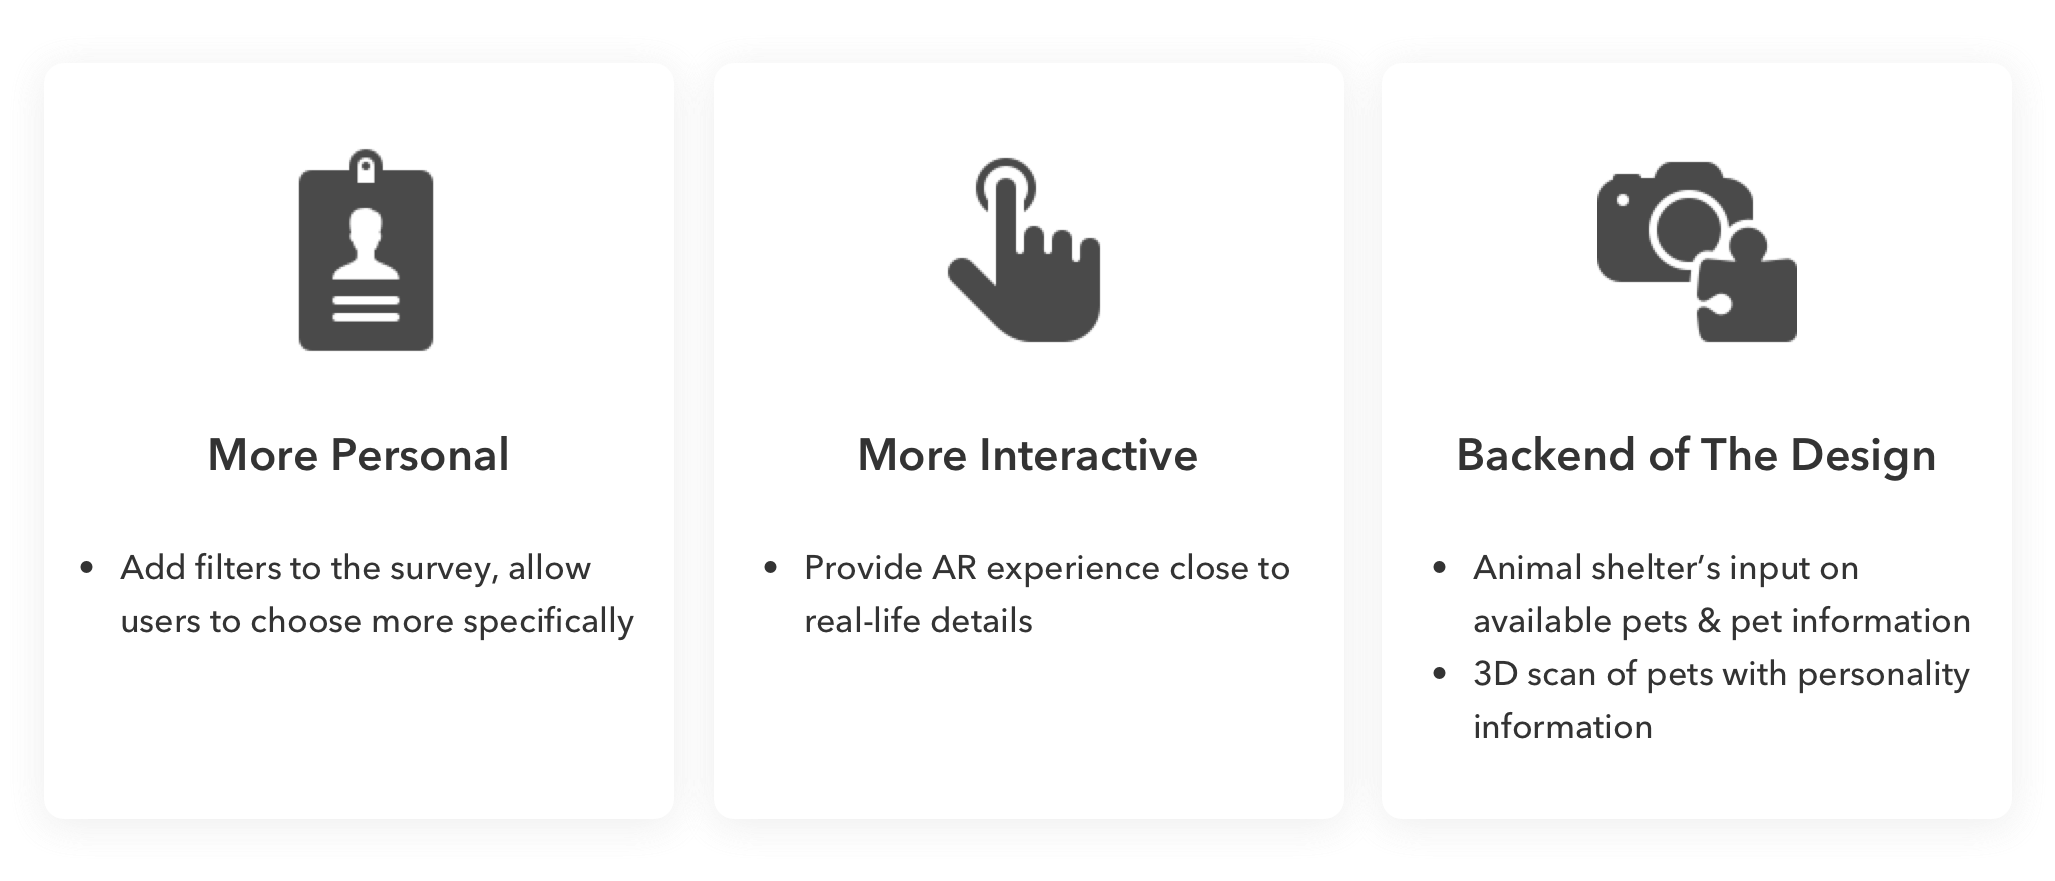 More Personal
• Add filters to the survey, allow
users to choose more specifically
More Interactive
• Provide AR experience close to
real-life details
Backend of The Design
• Animal shelter’s input on
available pets & pet information
• 3D scan of pets with personality
information